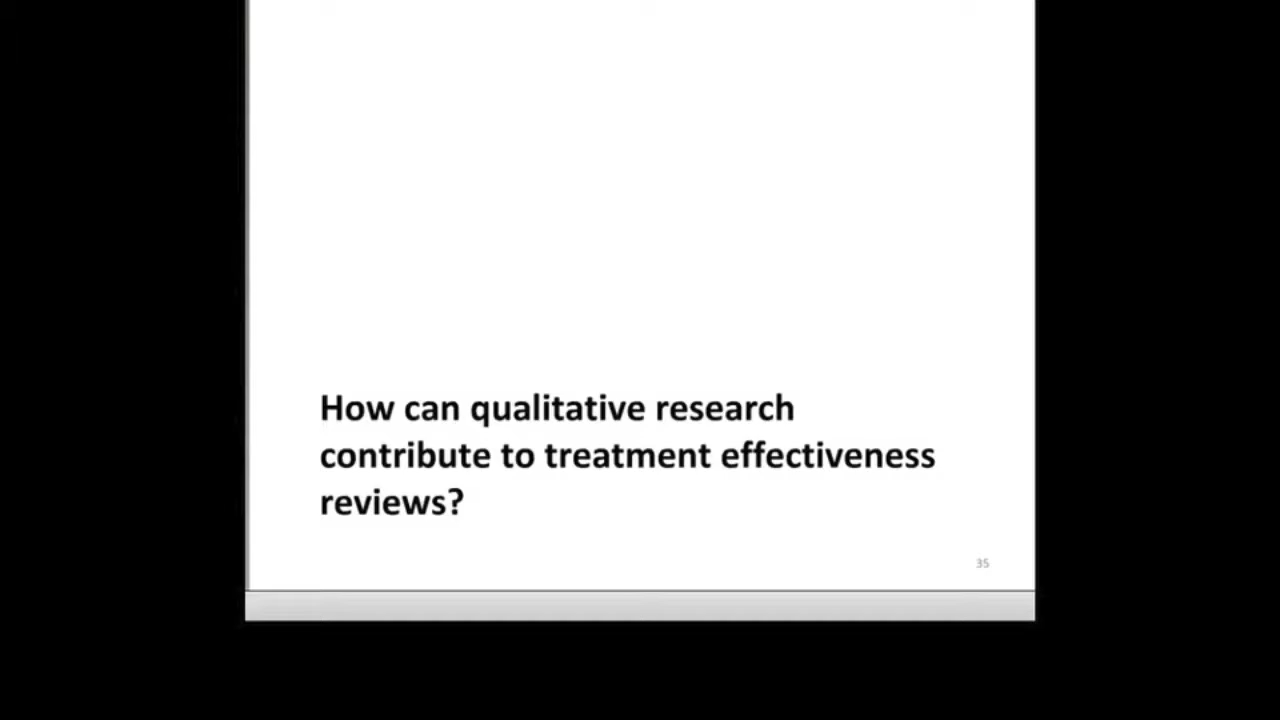 How can qualitative research
contribute to treatment effectiveness
reviews?
35